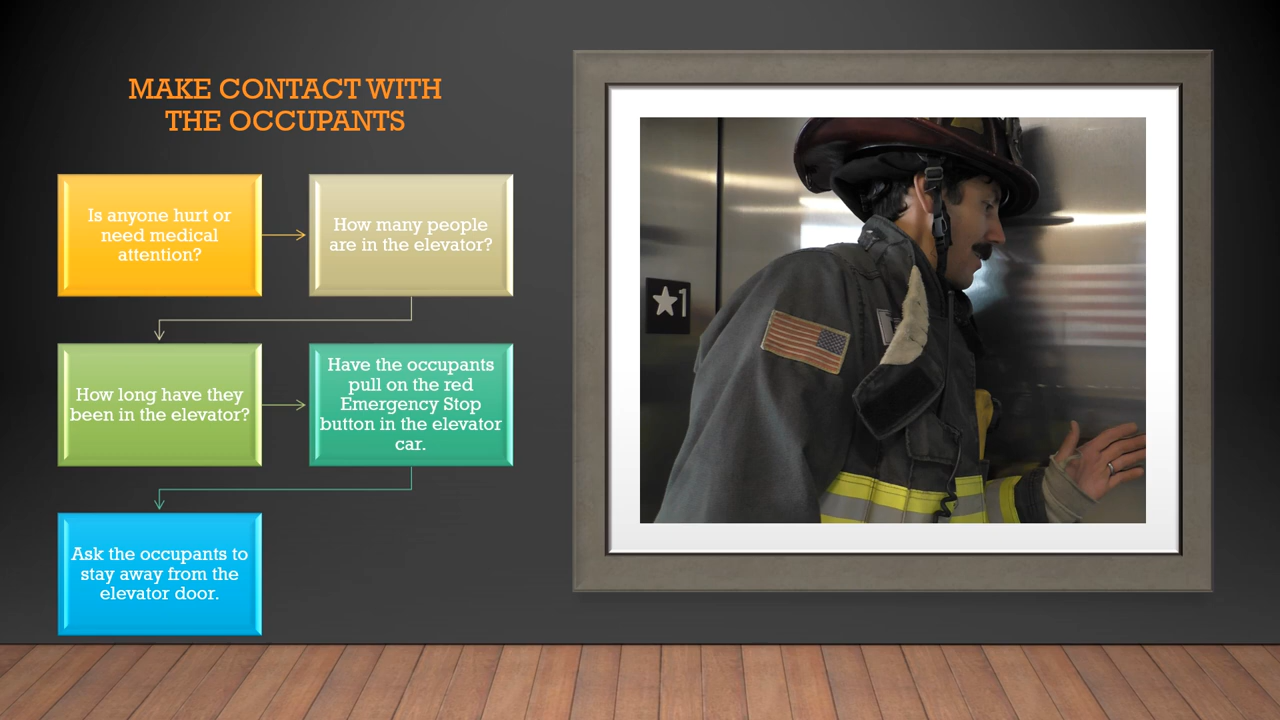 MAKE CONTACT WITH
THE OCCUPANTS
Is anyone hurt or
need medical
attention?
How many people
are in the elevator?
How long have they
been in the elevator?
Have the occupants
pull on the red
Emergency Stop
button in the elevator
car.
Ask the occupants to
stay away from the
elevator door.
★1